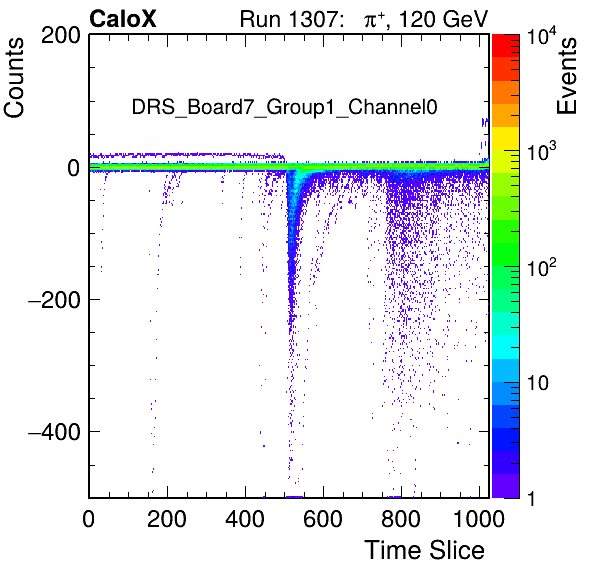 CaloX Run 1307: π⁺, 120 GeV
Counts
Events
DRS_Board7_Group1_Channel0
200
0
−200
−400
0 200 400 600 800 1000
Time Slice
10⁴
10³
10²
10
1